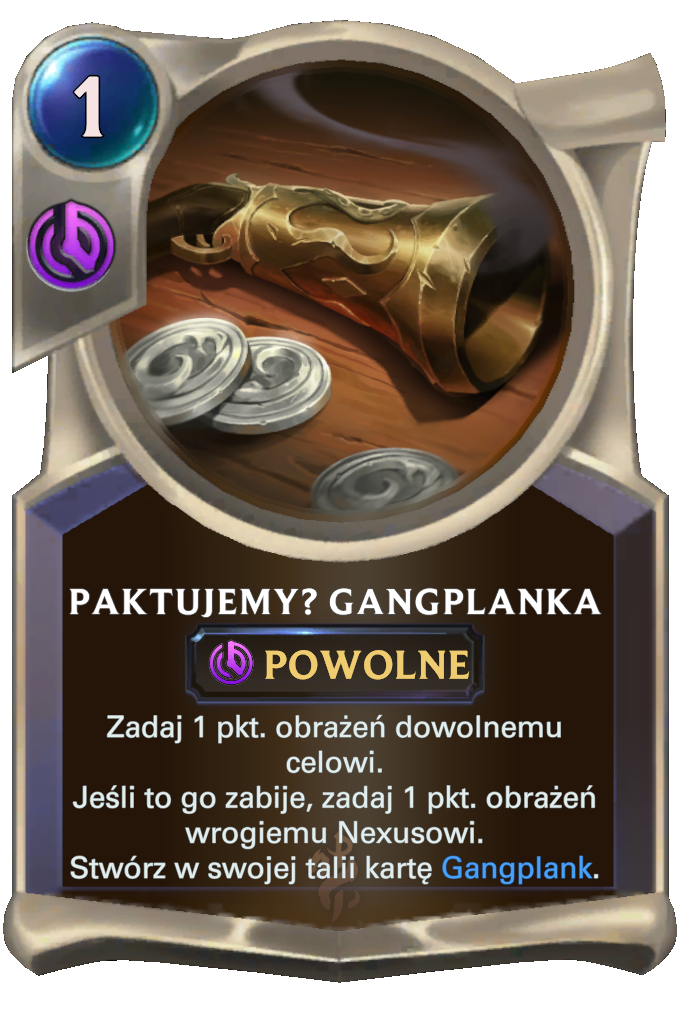 1
PAKTUJEMY? GANGPLANKA
POWOLNE
Zadaj 1 pkt. obrażeń dowolnemu
celowi.
Jeśli to go zabije, zadaj 1 pkt. obrażeń
wrogiemu Nexusowi.
Stwórz w swojej talii kartę Gangplank.